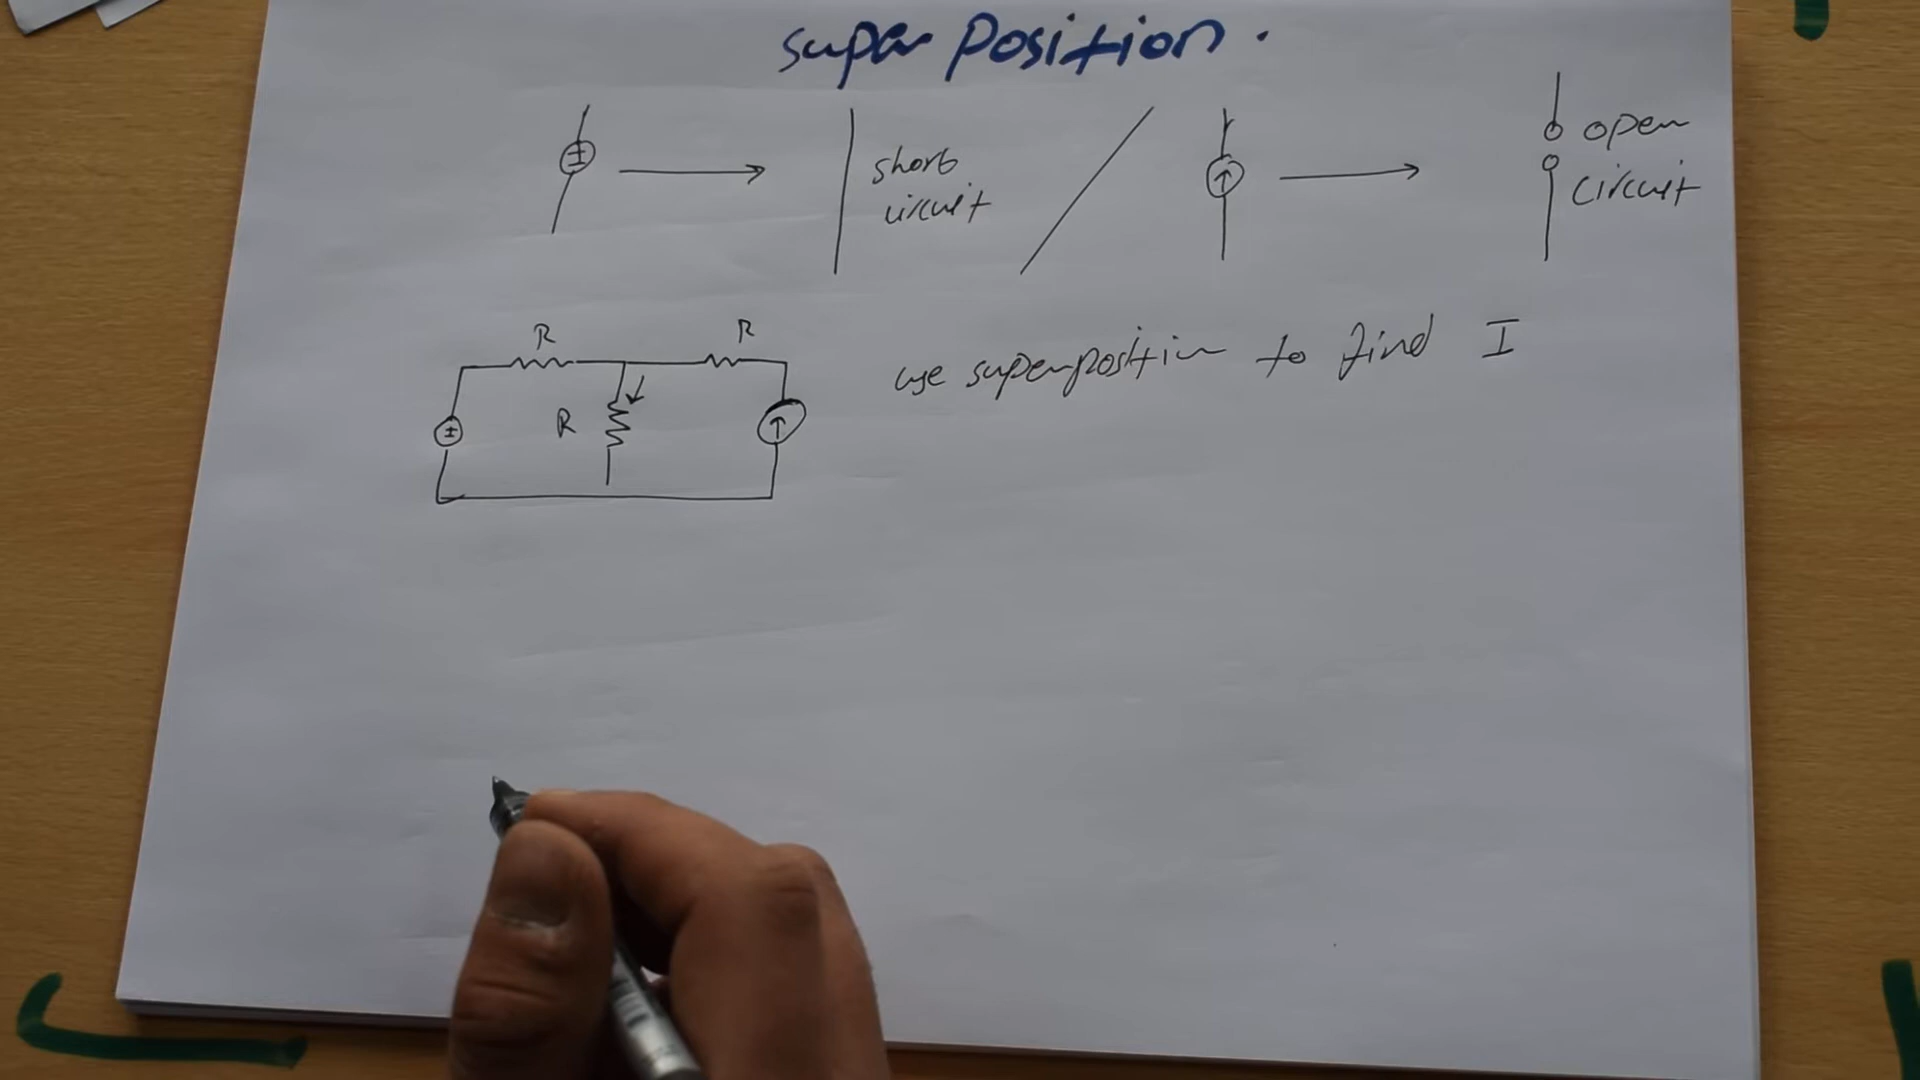 super position.
short
circuit
open
circuit
R
R
use superposition to find I
R